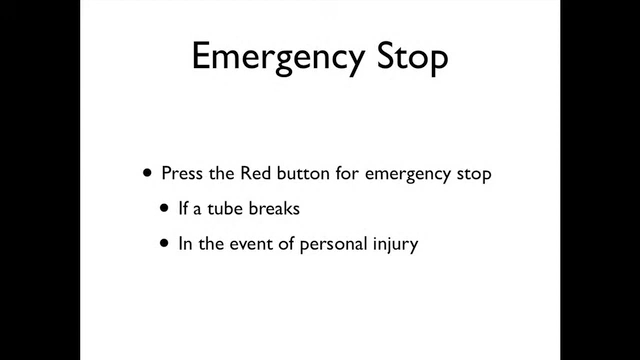 Emergency Stop
• Press the Red button for emergency stop
• If a tube breaks
• In the event of personal injury